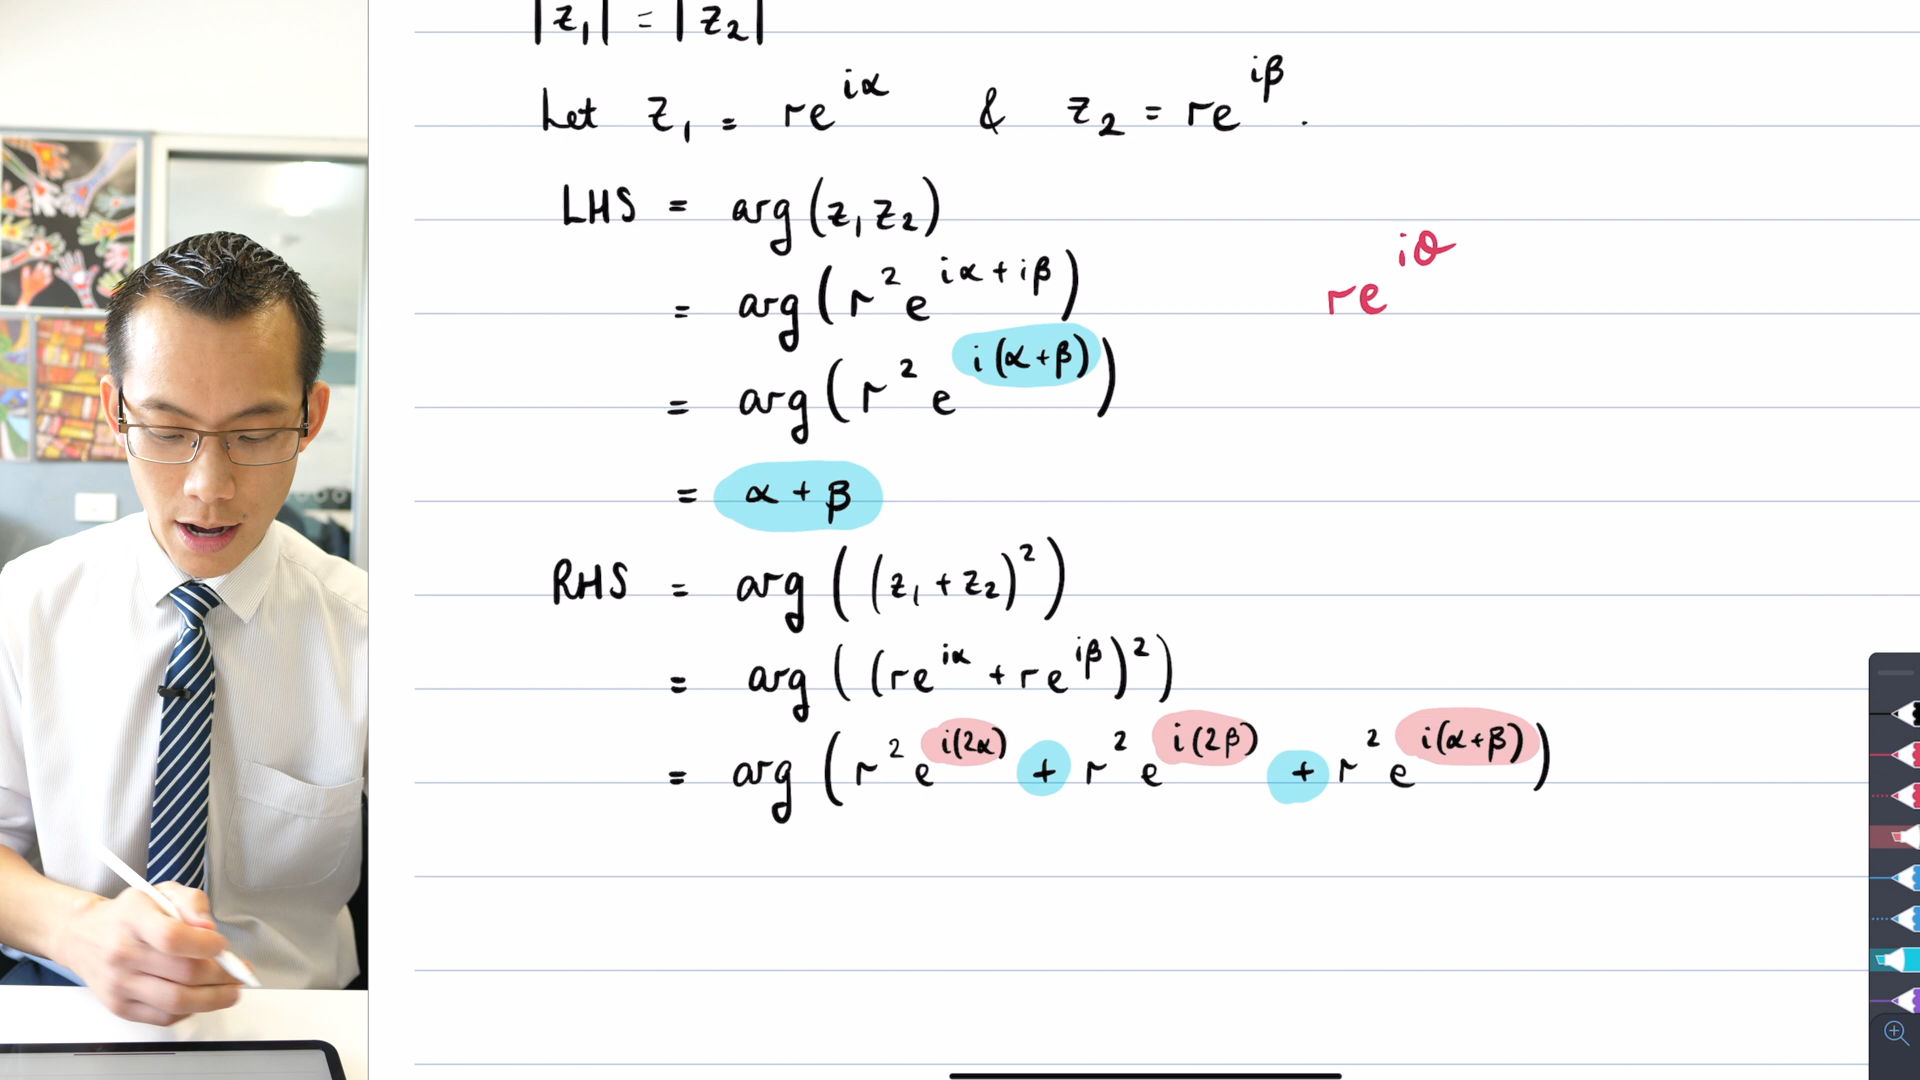 |z₁| = |z₂|
Let z₁ = re^{iα} & z₂ = re^{iβ}.
LHS = arg(z₁z₂)
= arg(r²e^{iα+iβ})
re^{iθ}
= arg(r²e^{i(α+β)})
= α + β
RHS = arg((z₁+z₂)²)
= arg((re^{iα} + re^{iβ})²)
= arg(r²e^{i(2α)} + r²e^{i(2β)} + r²e^{i(α+β)})